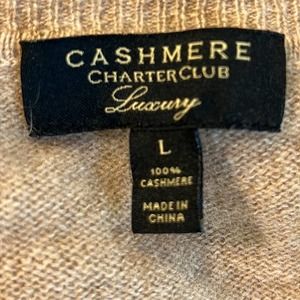 CASHMERE
CHARTER CLUB
Luxury
L
100%
CASHMERE
MADE IN
CHINA